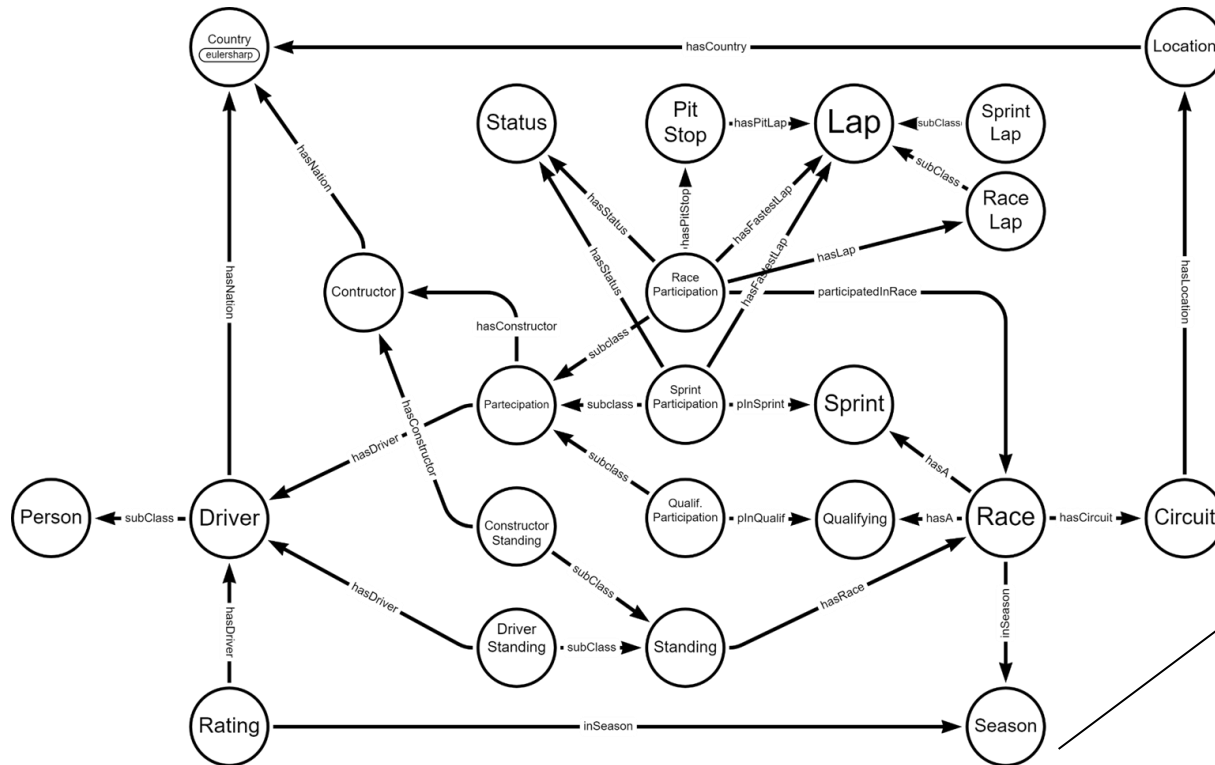 Country
eulersharp
hasCountry
Location
Status
Pit
Stop
hasPitLap
Lap
subClass
Sprint
Lap
hasNation
hasStatus
hasPitStop
hasFastestLap
subClass
Race
Lap
hasNation
Contructor
hasStatus
Race
Participation
hasFastestLap
hasLap
participatedInRace
hasLocation
hasConstructor
subclass
hasConstructor
Partecipation
subclass
Sprint
Participation
pInSprint
Sprint
hasDriver
subclass
hasA
Person
subClass
Driver
Constructor
Standing
Qualif.
Participation
pInQualif
Qualifying
hasA
Race
hasCircuit
Circuit
hasDriver
hasDriver
subClass
hasRace
inSeason
Driver
Standing
subClass
Standing
Rating
inSeason
Season